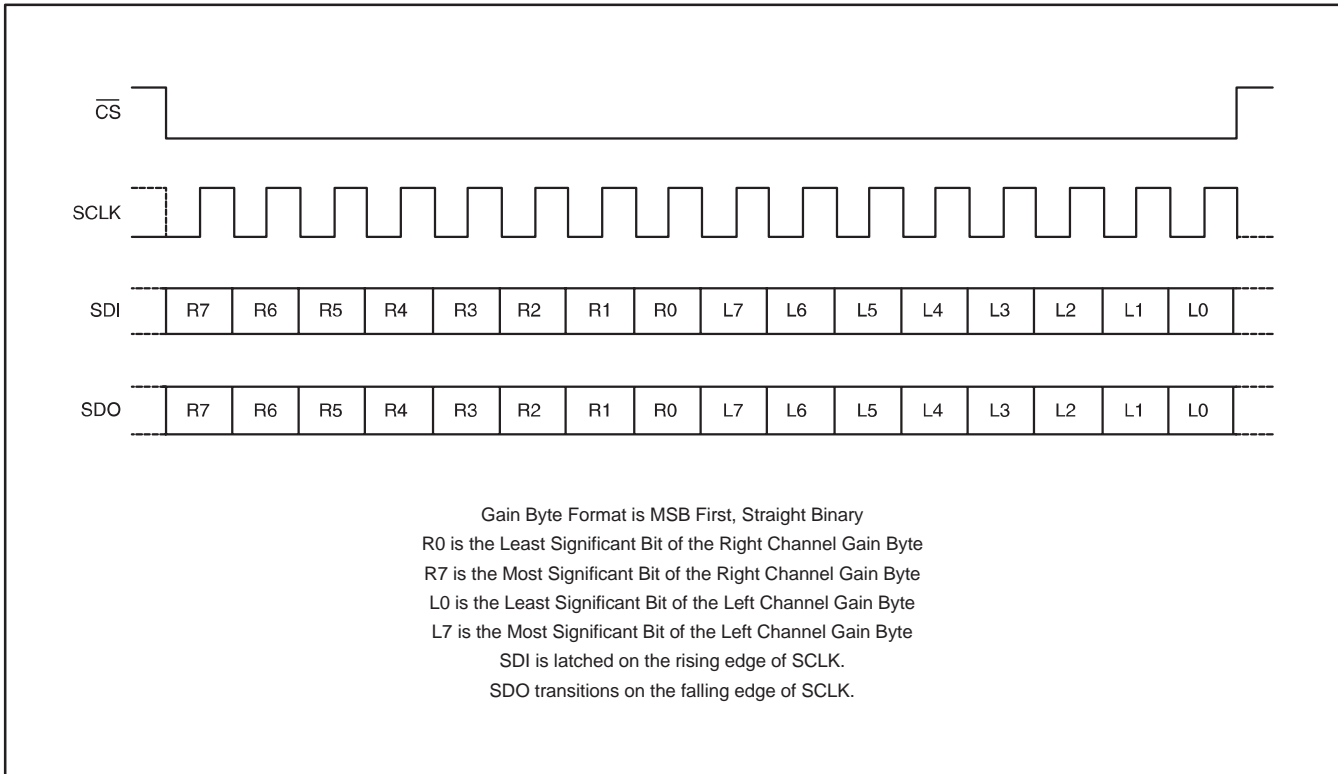 CS
SCLK
SDI R7 R6 R5 R4 R3 R2 R1 R0 L7 L6 L5 L4 L3 L2 L1 L0
SDO R7 R6 R5 R4 R3 R2 R1 R0 L7 L6 L5 L4 L3 L2 L1 L0
Gain Byte Format is MSB First, Straight Binary
R0 is the Least Significant Bit of the Right Channel Gain Byte
R7 is the Most Significant Bit of the Right Channel Gain Byte
L0 is the Least Significant Bit of the Left Channel Gain Byte
L7 is the Most Significant Bit of the Left Channel Gain Byte
SDI is latched on the rising edge of SCLK.
SDO transitions on the falling edge of SCLK.